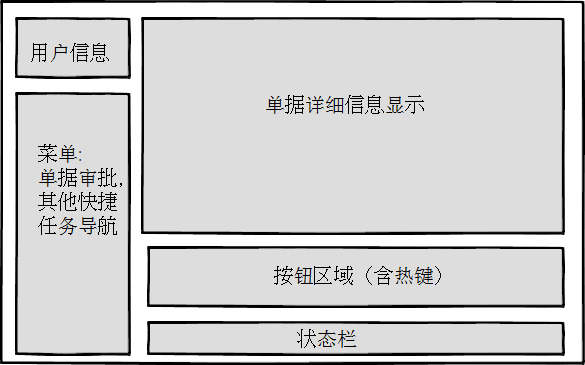 用户信息
单据详细信息显示
菜单:
单据审批,
其他快捷
任务导航
按钮区域（含热键）
状态栏